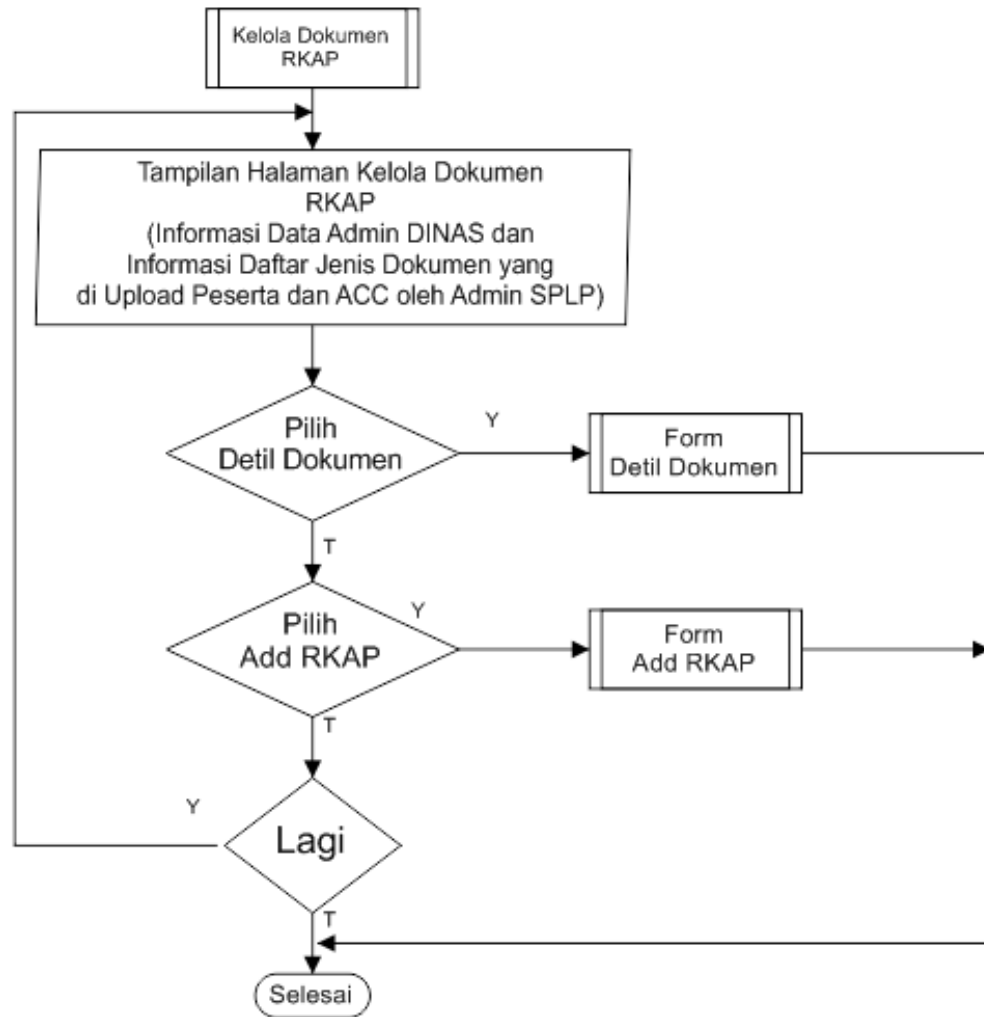 Kelola Dokumen
RKAP
Tampilan Halaman Kelola Dokumen
RKAP
(Informasi Data Admin DINAS dan
Informasi Daftar Jenis Dokumen yang
di Upload Peserta dan ACC oleh Admin SPLP)
Pilih
Detil Dokumen
Y
Form
Detil Dokumen
T
Pilih
Add RKAP
Y
Form
Add RKAP
T
Y
Lagi
T
Selesai